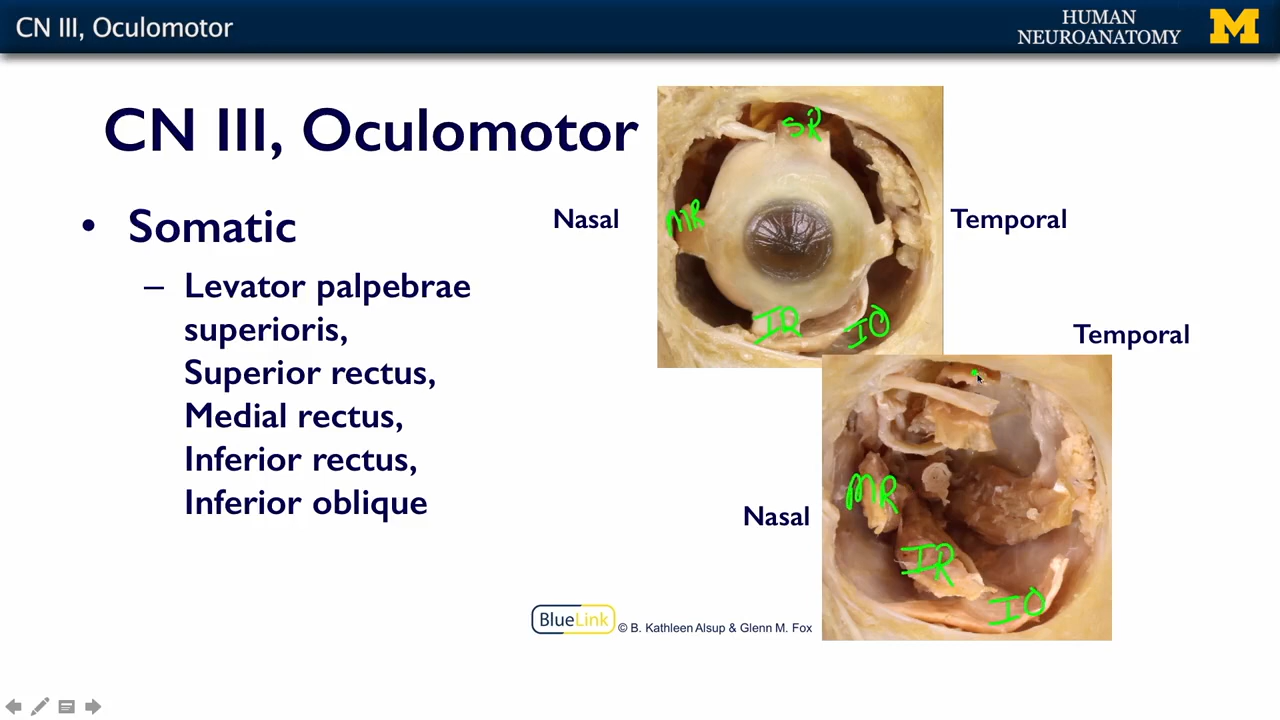 CN III, Oculomotor
HUMAN
NEUROANATOMY
M
CN III, Oculomotor
• Somatic
– Levator palpebrae
superioris,
Superior rectus,
Medial rectus,
Inferior rectus,
Inferior oblique
Nasal
Temporal
SR
MR
IR
IO
Temporal
Nasal
MR
IR
IO
BlueLink © B. Kathleen Alsup & Glenn M. Fox